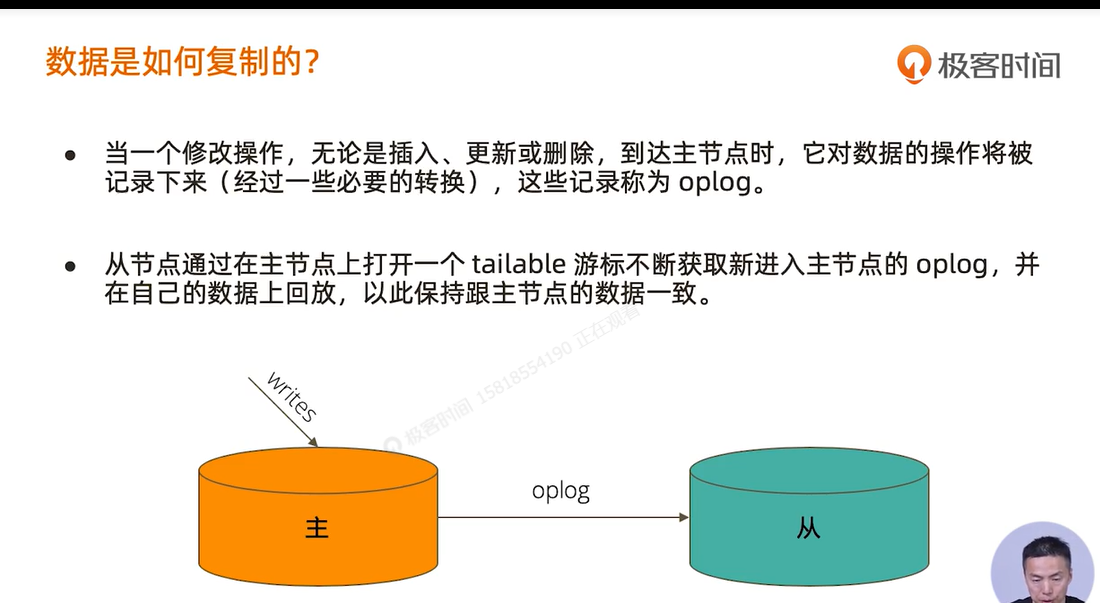 数据是如何复制的？
极客时间
当一个修改操作，无论是插入、更新或删除，到达主节点时，它对数据的操作将被
记录下来（经过一些必要的转换），这些记录称为 oplog。
从节点通过在主节点上打开一个 tailable 游标不断获取新进入主节点的 oplog，并
在自己的数据上回放，以此保持跟主节点的数据一致。
极客时间 15818554190 正在观看
writes
oplog
主
从